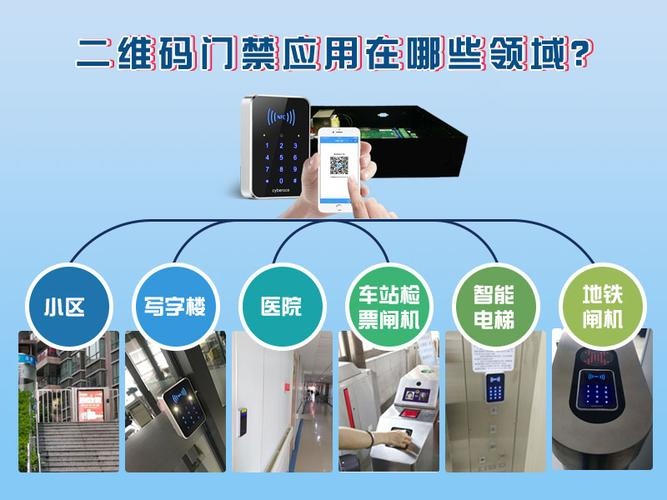 二维码门禁应用在哪些领域?
NFC
1 2 3
4 5 6
7 8 9
* 0 #
cyberace
小区
写字楼
医院
车站检
票闸机
智能
电梯
地铁
闸机